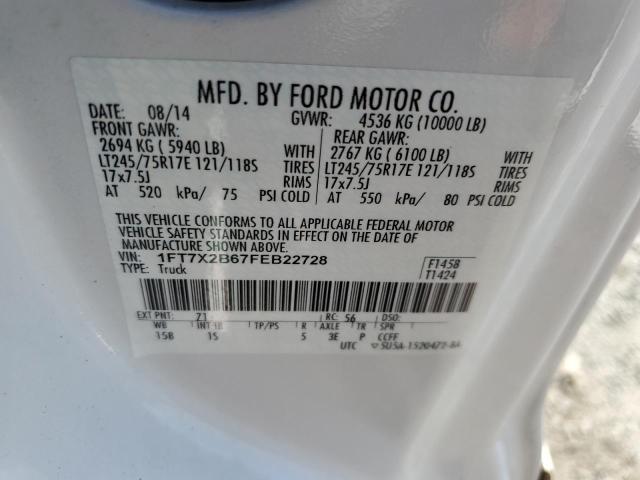 MFD. BY FORD MOTOR CO.
DATE: 08/14 GVWR: 4536 KG (10000 LB)
FRONT GAWR: REAR GAWR:
2694 KG ( 5940 LB) WITH 2767 KG ( 6100 LB) WITH
LT245/75R17E 121/118S TIRES LT245/75R17E 121/118S TIRES
17x7.5J RIMS 17x7.5J RIMS
AT 520 kPa/ 75 PSI COLD AT 550 kPa/ 80 PSI COLD
THIS VEHICLE CONFORMS TO ALL APPLICABLE FEDERAL MOTOR
VEHICLE SAFETY STANDARDS IN EFFECT ON THE DATE OF
MANUFACTURE SHOWN ABOVE.
VIN: 1FT7X2B67FEB22728 F1458
TYPE: Truck T1424
EXT PNT: Z1 RC: 56 DSO:
WB INT TR TP/PS R AXLE TR SPR
158 1S 5 3E P CCFF
UTC